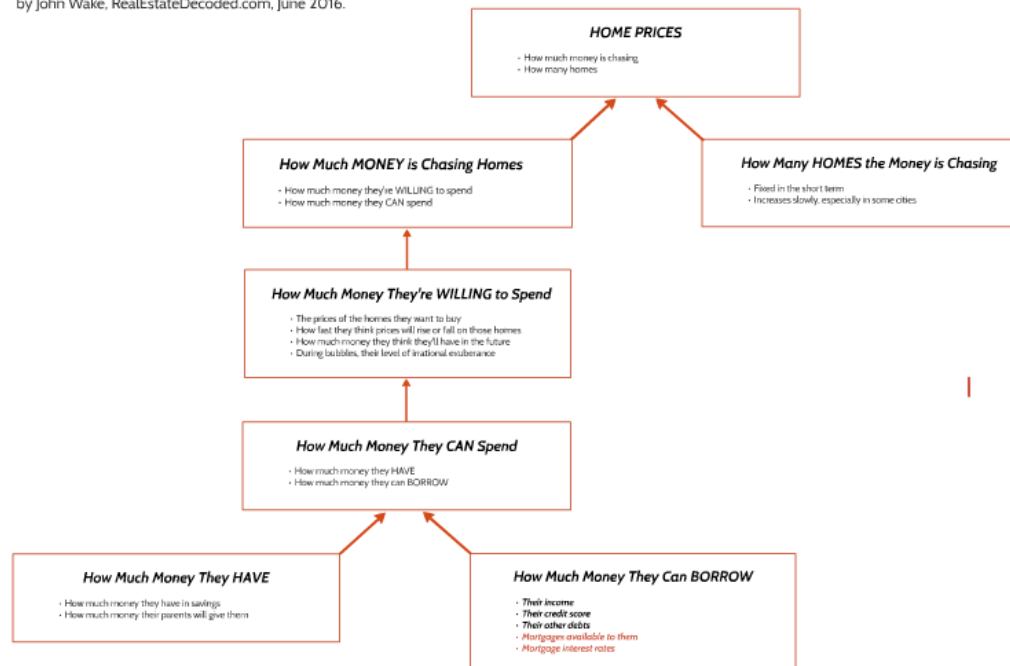 by John Wake, RealEstateDecoded.com, June 2016.
HOME PRICES
- How much money is chasing
- How many homes
How Much MONEY is Chasing Homes
- How much money they're WILLING to spend
- How much money they CAN spend
How Many HOMES the Money is Chasing
- Fixed in the short term
- Increases slowly, especially in some cities
How Much Money They're WILLING to Spend
- The prices of the homes they want to buy
- How fast they think prices will rise or fall on those homes
- How much money they think they'll have in the future
- During bubbles, their level of irrational exuberance
How Much Money They CAN Spend
- How much money they HAVE
- How much money they can BORROW
How Much Money They HAVE
- How much money they have in savings
- How much money their parents will give them
How Much Money They Can BORROW
- Their income
- Their credit score
- Their other debts
- Mortgages available to them
- Mortgage interest rates